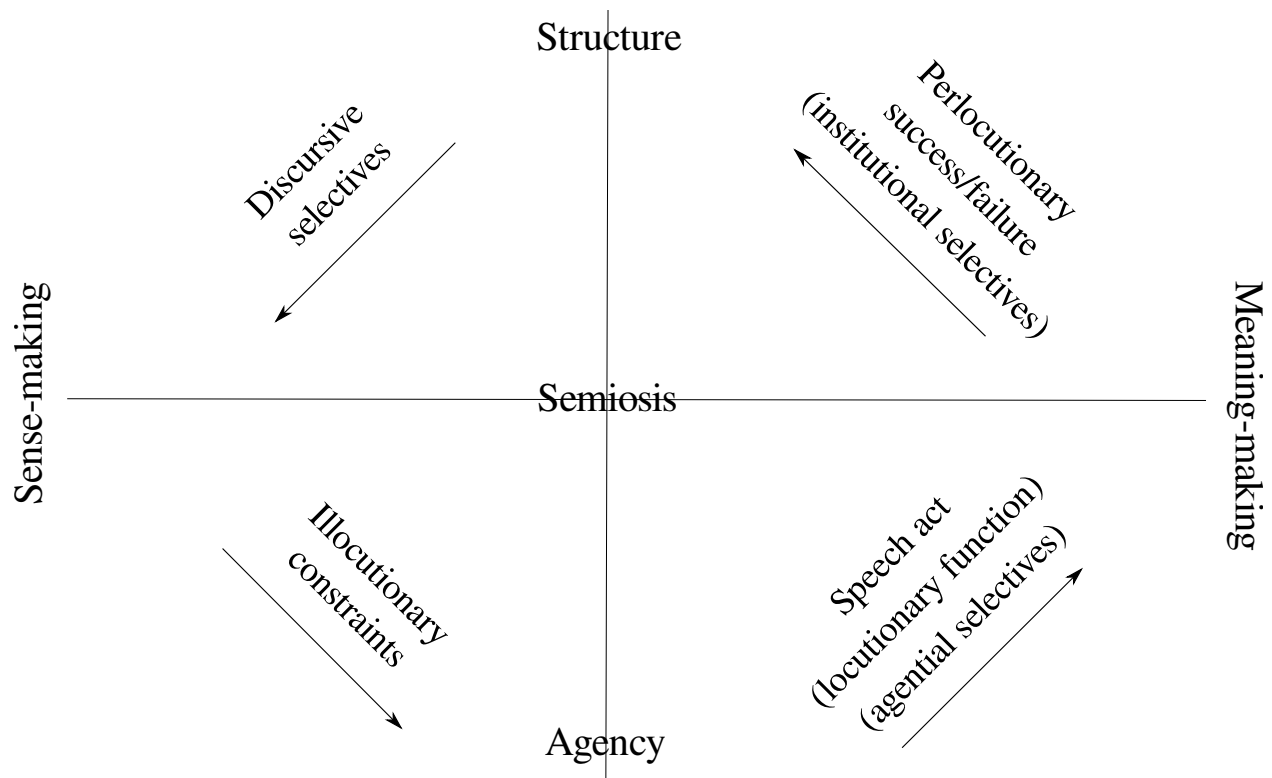 Structure
Discursive
selectives
Perlocutionary
success/failure
(institutional selectives)
Sense-making
Semiosis
Meaning-making
Illocutionary
constraints
Speech act
(locutionary function)
(agential selectives)
Agency